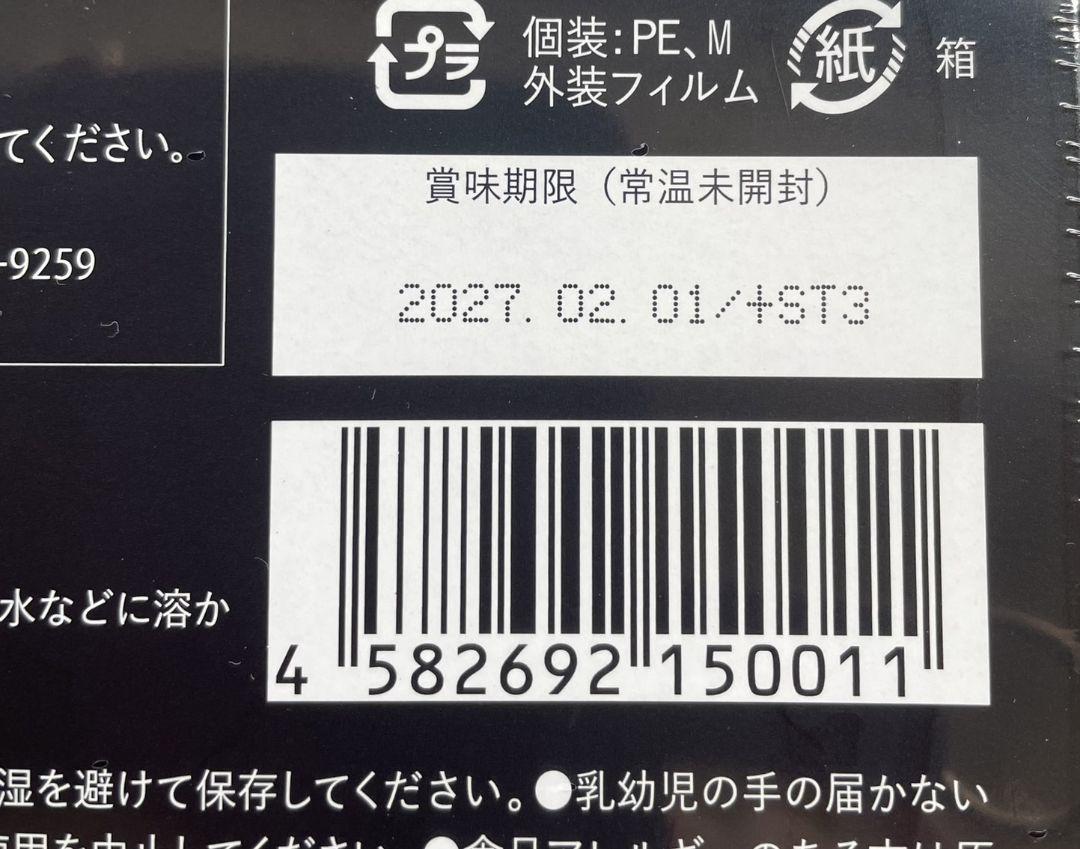 プラ
個装:PE、M
外装フィルム
紙
箱
てください。
-9259
賞味期限（常温未開封）
2027. 02. 01/+ST3
4 582692 150011
水などに溶か
湿を避けて保存してください。●乳幼児の手の届かない